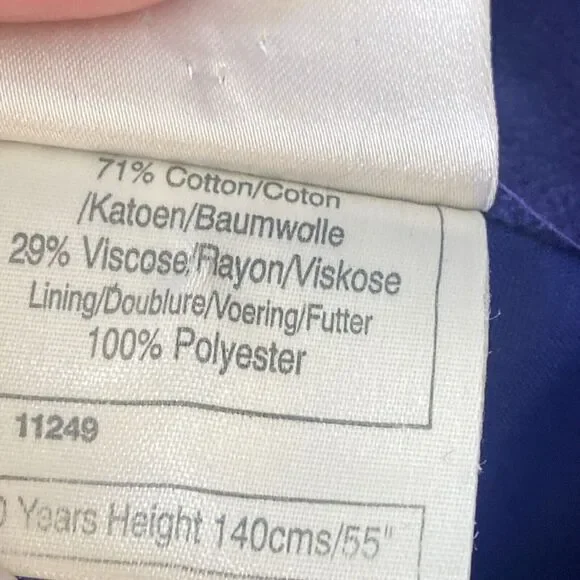 71% Cotton/Coton
/Katoen/Baumwolle
29% Viscose/Rayon/Viskose
Lining/Doublure/Voering/Futter
100% Polyester
11249
0 Years Height 140cms/55"